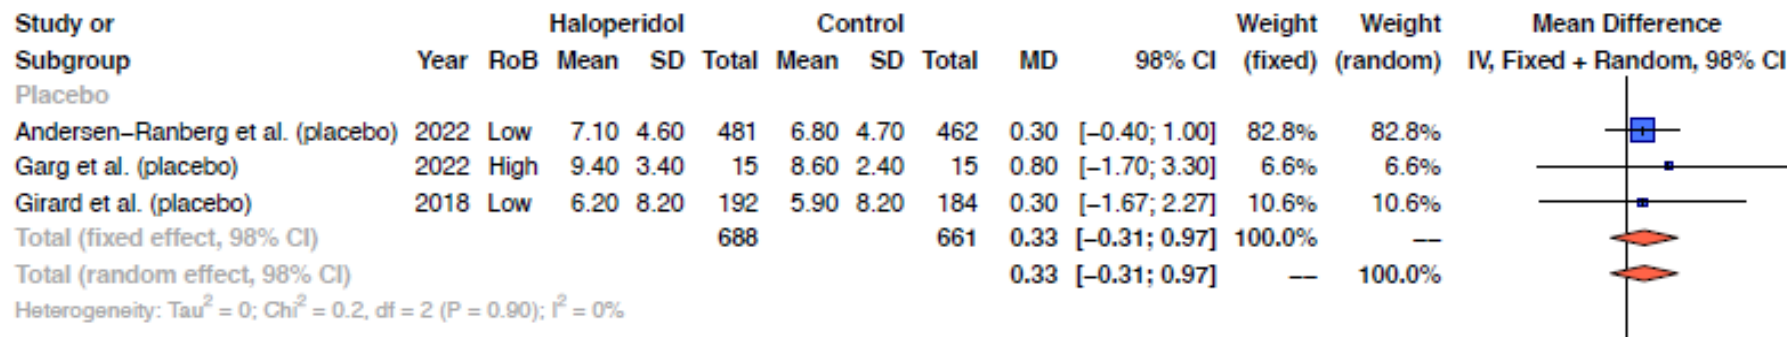 Study or Haloperidol Control Weight Weight Mean Difference
Subgroup Year RoB Mean SD Total Mean SD Total MD 98% CI (fixed) (random) IV, Fixed + Random, 98% CI
Placebo
Andersen−Ranberg et al. (placebo) 2022 Low 7.10 4.60 481 6.80 4.70 462 0.30 [−0.40; 1.00] 82.8% 82.8%
Garg et al. (placebo) 2022 High 9.40 3.40 15 8.60 2.40 15 0.80 [−1.70; 3.30] 6.6% 6.6%
Girard et al. (placebo) 2018 Low 6.20 8.20 192 5.90 8.20 184 0.30 [−1.67; 2.27] 10.6% 10.6%
Total (fixed effect, 98% CI) 688 661 0.33 [−0.31; 0.97] 100.0% −−
Total (random effect, 98% CI) 0.33 [−0.31; 0.97] −− 100.0%
Heterogeneity: Tau² = 0; Chi² = 0.2, df = 2 (P = 0.90); I² = 0%